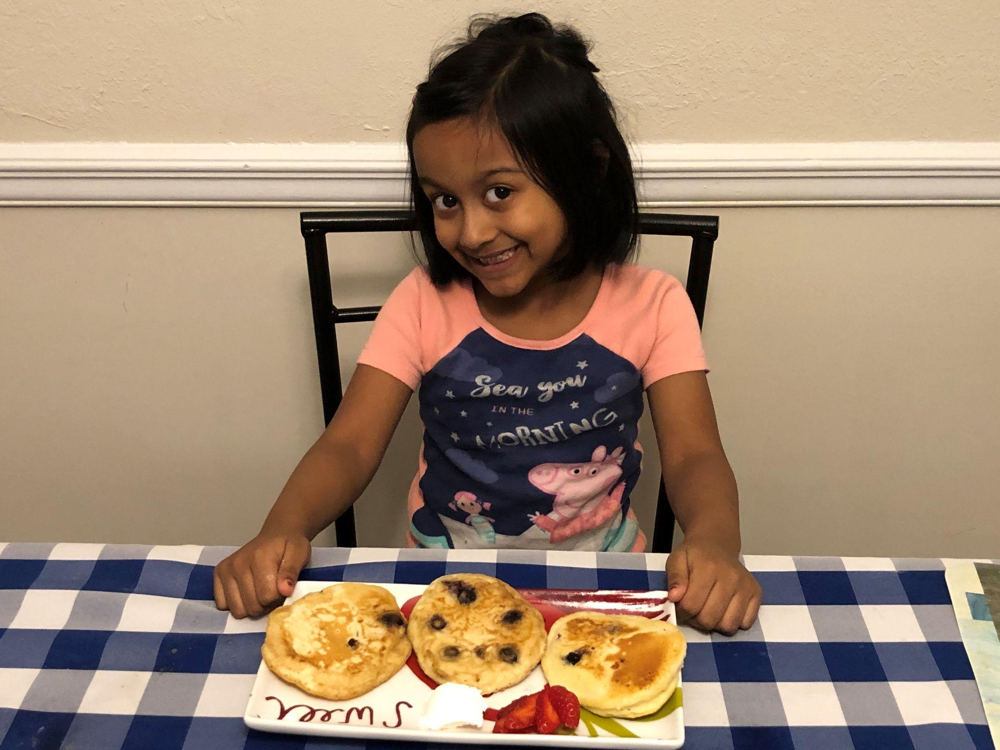 Sea you
IN THE
MORNING
sweet